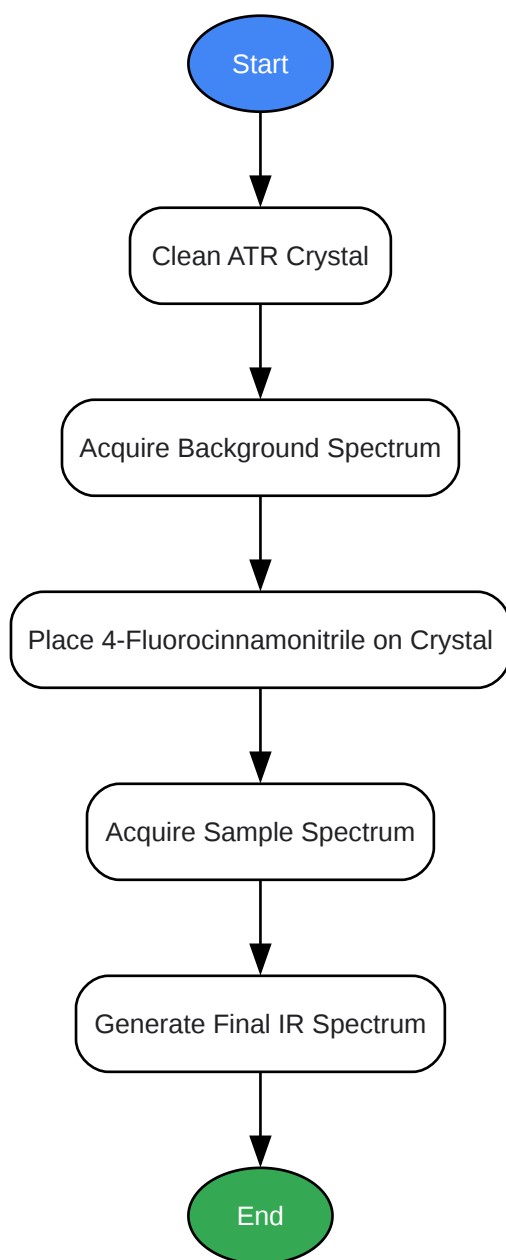 Start
Clean ATR Crystal
Acquire Background Spectrum
Place 4-Fluorocinnamonitrile on Crystal
Acquire Sample Spectrum
Generate Final IR Spectrum
End